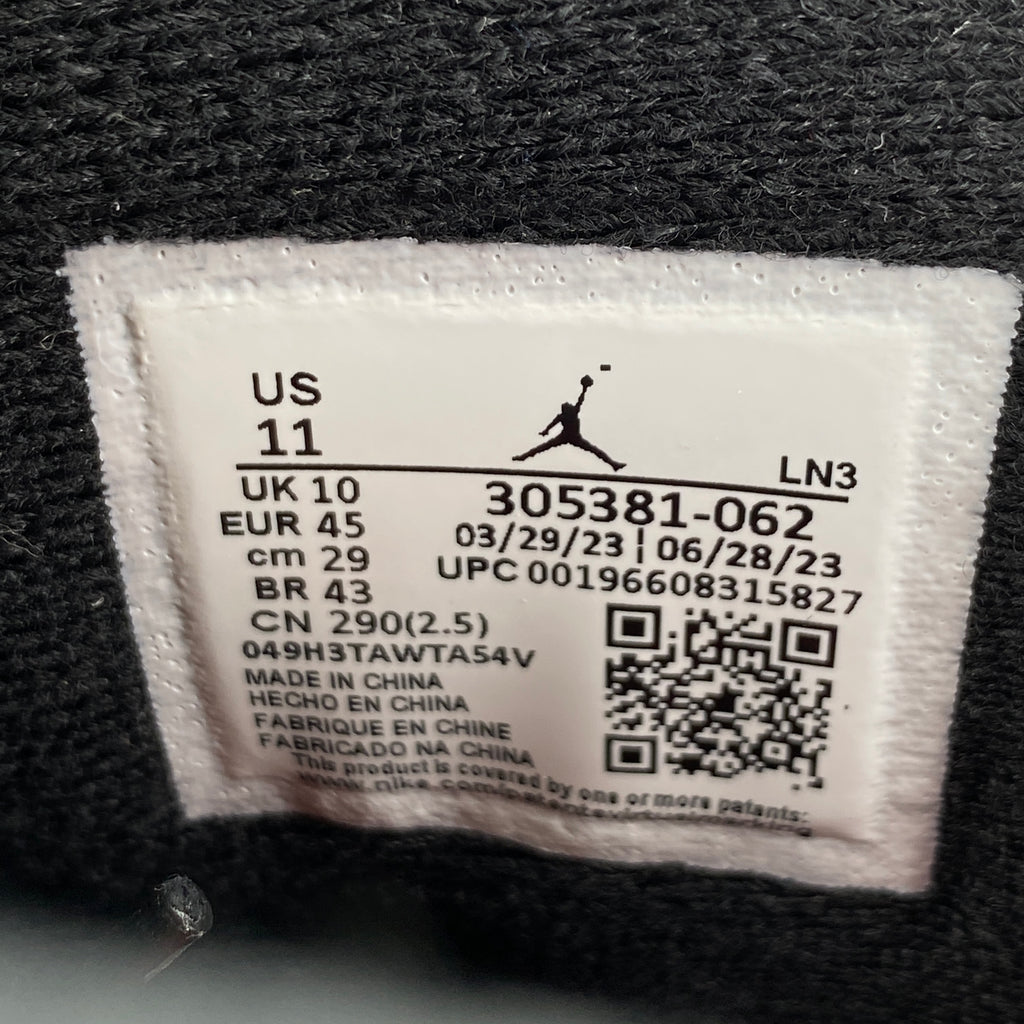 US
11
LN3
UK 10
EUR 45
cm 29
BR 43
CN 290(2.5)
305381-062
03/29/23 ¦ 06/28/23
UPC 00196608315827
049H3TAWTA54V
MADE IN CHINA
HECHO EN CHINA
FABRIQUE EN CHINE
FABRICADO NA CHINA
This product is covered by one or more patents: